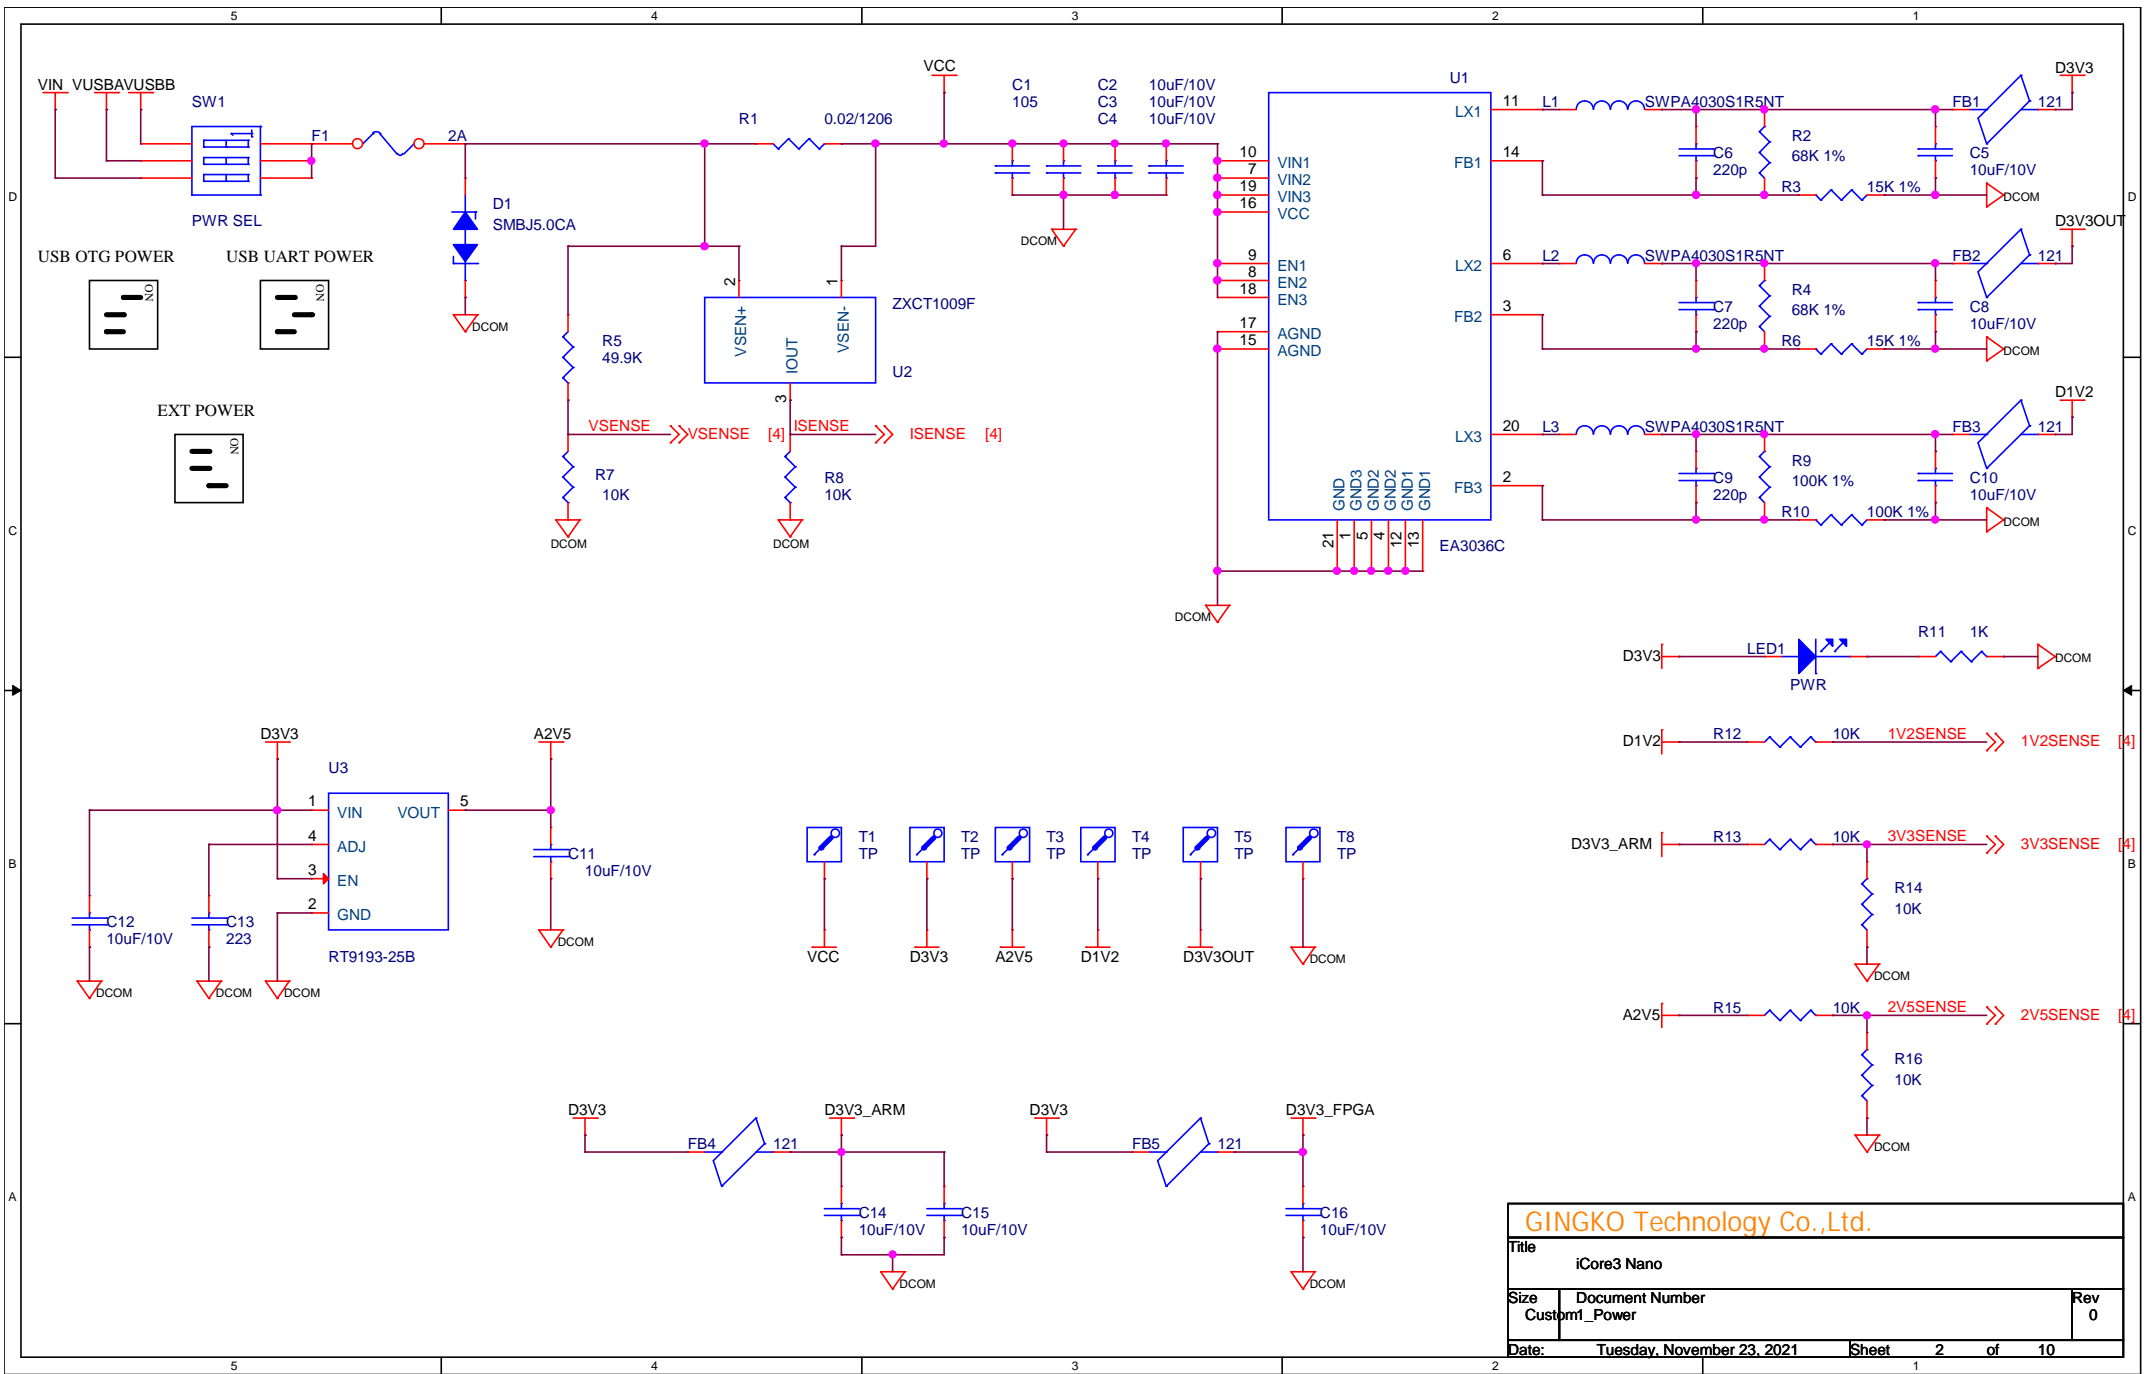 5 4 3 2 1
VIN VUSBA VUSBB
SW1
F1
2A
PWR SEL
D1
SMBJ5.0CA
DCOM
USB OTG POWER
USB UART POWER
ON
ON
EXT POWER
ON
R1 0.02/1206
VCC
C1
105
C2 10uF/10V
C3 10uF/10V
C4 10uF/10V
DCOM
R5
49.9K
2
1
VSEN+
IOUT
VSEN-
ZXCT1009F
U2
3
VSENSE
VSENSE [4]
ISENSE
ISENSE [4]
R7
10K
R8
10K
DCOM
DCOM
U1
10 VIN1
7 VIN2
19 VIN3
16 VCC
9 EN1
8 EN2
18 EN3
17 AGND
15 AGND
LX1 11
FB1 14
LX2 6
FB2 3
LX3 20
FB3 2
GND
GND3
GND2
GND2
GND1
GND1
21
1
5
4
12
13
EA3036C
DCOM
L1 SWPA4030S1R5NT
FB1 121
D3V3
C6
220p
R2
68K 1%
R3 15K 1%
C5
10uF/10V
DCOM
D3V3OUT
L2 SWPA4030S1R5NT
FB2 121
C7
220p
R4
68K 1%
R6 15K 1%
C8
10uF/10V
DCOM
D1V2
L3 SWPA4030S1R5NT
FB3 121
C9
220p
R9
100K 1%
R10 100K 1%
C10
10uF/10V
DCOM
D3V3
LED1
PWR
R11 1K
DCOM
D1V2
R12 10K
1V2SENSE
1V2SENSE [4]
D3V3_ARM
R13 10K
3V3SENSE
3V3SENSE [4]
R14
10K
DCOM
A2V5
R15 10K
2V5SENSE
2V5SENSE [4]
R16
10K
DCOM
D3V3
A2V5
U3
1 VIN
4 ADJ
3 EN
2 GND
VOUT 5
RT9193-25B
C11
10uF/10V
DCOM
C12
10uF/10V
C13
223
DCOM
DCOM
DCOM
T1
TP
T2
TP
T3
TP
T4
TP
T5
TP
T8
TP
VCC
D3V3
A2V5
D1V2
D3V3OUT
DCOM
D3V3
FB4 121
D3V3_ARM
C14
10uF/10V
C15
10uF/10V
DCOM
D3V3
FB5 121
D3V3_FPGA
C16
10uF/10V
DCOM
D
C
B
A
D
C
B
A
GINGKO Technology Co.,Ltd.
Title
iCore3 Nano
Size Document Number Rev
Custom 1_Power 0
Date: Tuesday, November 23, 2021 Sheet 2 of 10
5 4 3 2 1